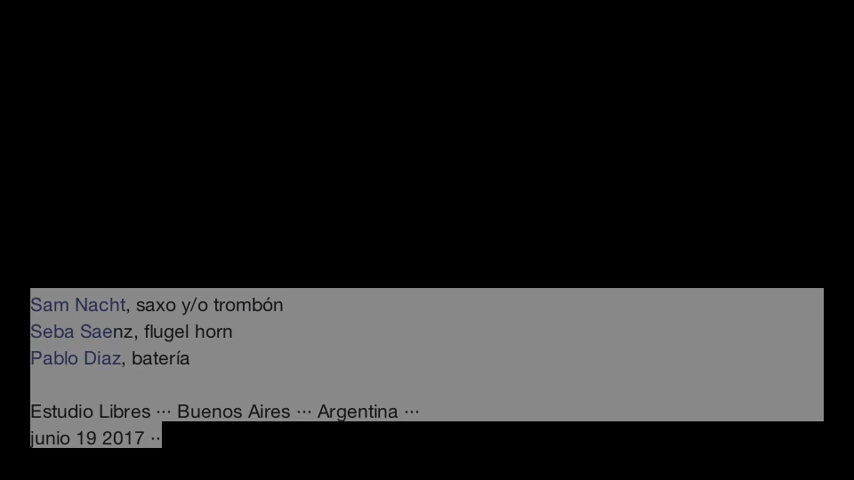 Sam Nacht, saxo y/o trombón
Seba Saenz, flugel horn
Pablo Diaz, batería
Estudio Libres ··· Buenos Aires ··· Argentina ···
junio 19 2017 ··